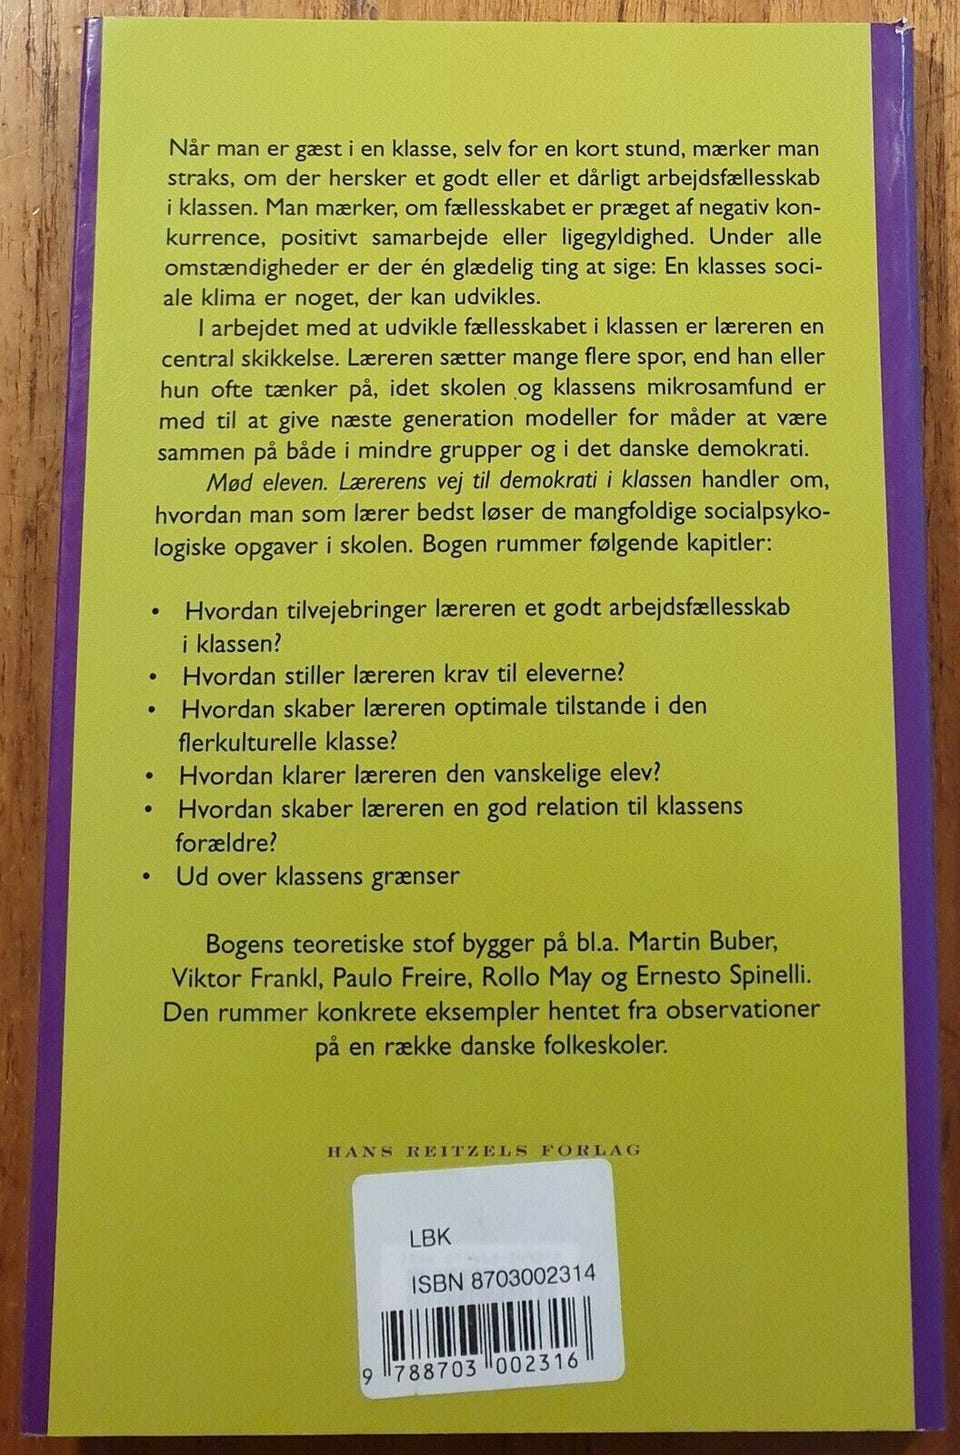 Når man er gæst i en klasse, selv for en kort stund, mærker man
straks, om der hersker et godt eller et dårligt arbejdsfællesskab
i klassen. Man mærker, om fællesskabet er præget af negativ kon-
kurrence, positivt samarbejde eller ligegyldighed. Under alle
omstændigheder er der én glædelig ting at sige: En klasses soci-
ale klima er noget, der kan udvikles.
I arbejdet med at udvikle fællesskabet i klassen er læreren en
central skikkelse. Læreren sætter mange flere spor, end han eller
hun ofte tænker på, idet skolen og klassens mikrosamfund er
med til at give næste generation modeller for måder at være
sammen på både i mindre grupper og i det danske demokrati.
Mød eleven. Lærerens vej til demokrati i klassen handler om,
hvordan man som lærer bedst løser de mangfoldige socialpsyko-
logiske opgaver i skolen. Bogen rummer følgende kapitler:
• Hvordan tilvejebringer læreren et godt arbejdsfællesskab
i klassen?
• Hvordan stiller læreren krav til eleverne?
• Hvordan skaber læreren optimale tilstande i den
flerkulturelle klasse?
• Hvordan klarer læreren den vanskelige elev?
• Hvordan skaber læreren en god relation til klassens
forældre?
• Ud over klassens grænser
Bogens teoretiske stof bygger på bl.a. Martin Buber,
Viktor Frankl, Paulo Freire, Rollo May og Ernesto Spinelli.
Den rummer konkrete eksempler hentet fra observationer
på en række danske folkeskoler.
HANS REITZELS FORLAG
LBK
ISBN 8703002314
9 788703 002316